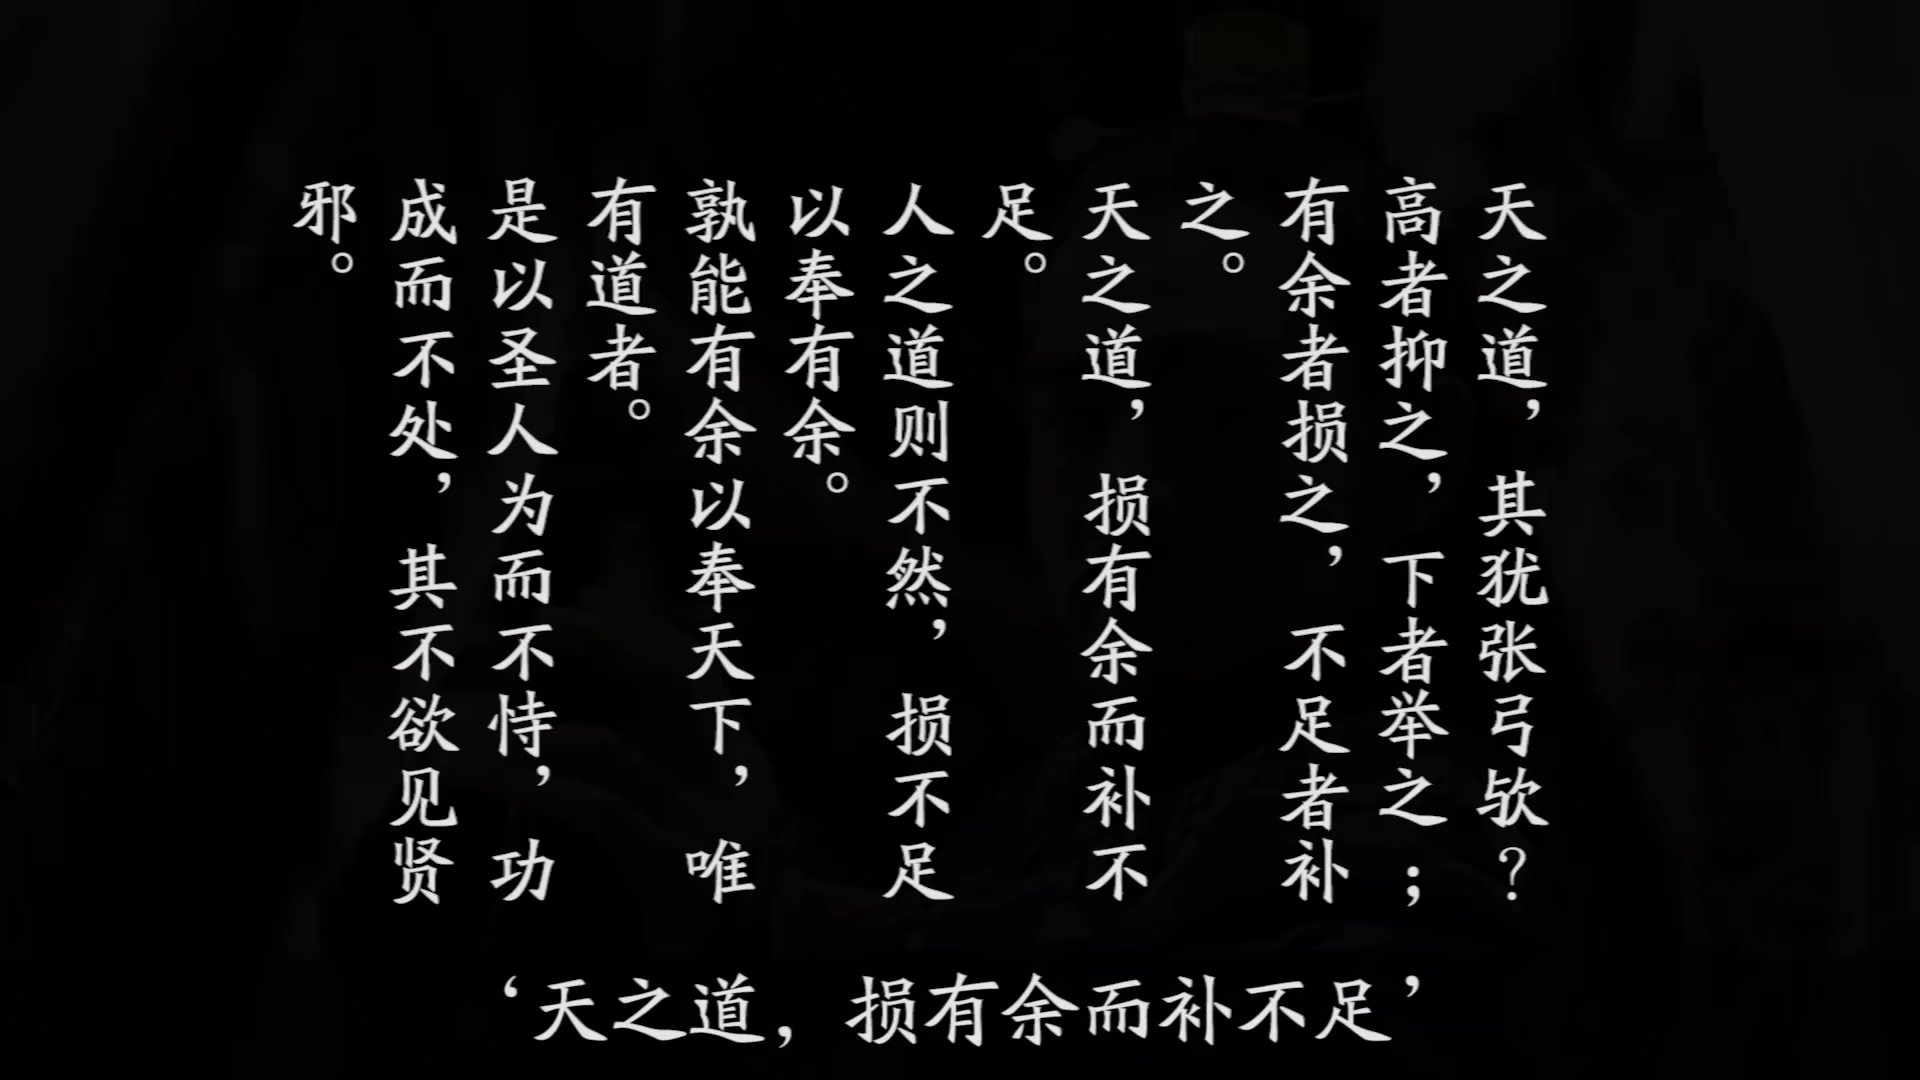 天之道，其犹张弓欤？
高者抑之，下者举之；
有余者损之，不足者补
之。
天之道，损有余而补不
足。
人之道则不然，损不足
以奉有余。
孰能有余以奉天下，唯
有道者。
是以圣人为而不恃，功
成而不处，其不欲见贤
邪。
‘天之道，损有余而补不足’